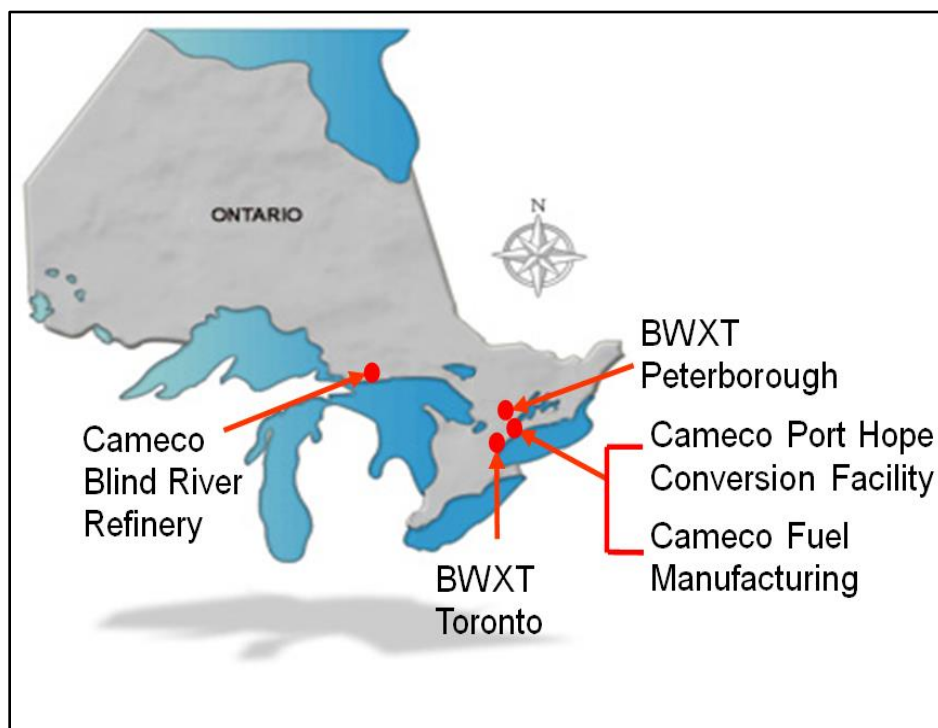 ONTARIO
N
BWXT
Peterborough
Cameco
Blind River
Refinery
Cameco Port Hope
Conversion Facility
Cameco Fuel
Manufacturing
BWXT
Toronto